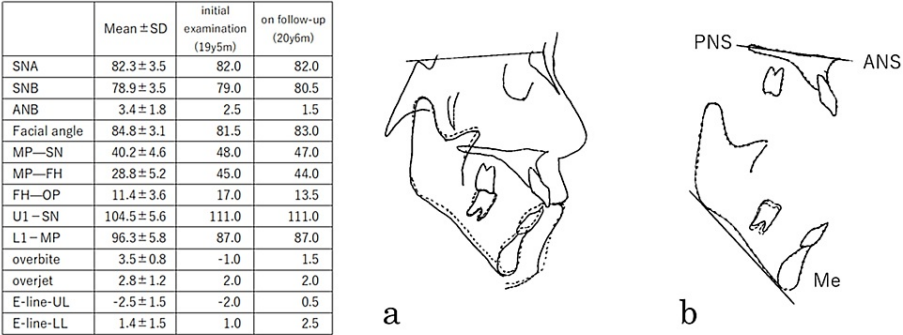 Mean ± SD initial examination (19y5m) on follow-up (20y6m)
SNA 82.3 ± 3.5 82.0 82.0
SNB 78.9 ± 3.5 79.0 80.5
ANB 3.4 ± 1.8 2.5 1.5
Facial angle 84.8 ± 3.1 81.5 83.0
MP—SN 40.2 ± 4.6 48.0 47.0
MP—FH 28.8 ± 5.2 45.0 44.0
FH—OP 11.4 ± 3.6 17.0 13.5
U1－SN 104.5 ± 5.6 111.0 111.0
L1－MP 96.3 ± 5.8 87.0 87.0
overbite 3.5 ± 0.8 -1.0 1.5
overjet 2.8 ± 1.2 2.0 2.0
E-line-UL -2.5 ± 1.5 -2.0 0.5
E-line-LL 1.4 ± 1.5 1.0 2.5
a
PNS
ANS
Me
b